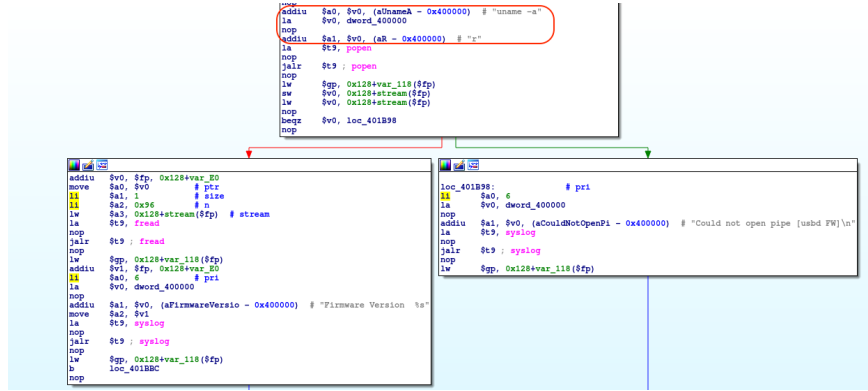 nop
addiu $a0, $v0, (aUnameA - 0x400000) # "uname -a"
la $v0, dword_400000
nop
addiu $a1, $v0, (aR - 0x400000) # "r"
la $t9, popen
nop
jalr $t9 ; popen
nop
lw $gp, 0x128+var_118($fp)
sw $v0, 0x128+stream($fp)
lw $v0, 0x128+stream($fp)
nop
beqz $v0, loc_401B98
nop
addiu $v0, $fp, 0x128+var_E0
move $a0, $v0 # ptr
li $a1, 1 # size
li $a2, 0x96 # n
lw $a3, 0x128+stream($fp) # stream
la $t9, fread
nop
jalr $t9 ; fread
nop
lw $gp, 0x128+var_118($fp)
addiu $v1, $fp, 0x128+var_E0
li $a0, 6 # pri
la $v0, dword_400000
nop
addiu $a1, $v0, (aFirmwareVersio - 0x400000) # "Firmware Version %s"
move $a2, $v1
la $t9, syslog
nop
jalr $t9 ; syslog
nop
lw $gp, 0x128+var_118($fp)
b loc_401BBC
nop
loc_401B98: # pri
li $a0, 6
la $v0, dword_400000
nop
addiu $a1, $v0, (aCouldNotOpenPi - 0x400000) # "Could not open pipe [usbd FW]\n"
la $t9, syslog
nop
jalr $t9 ; syslog
nop
lw $gp, 0x128+var_118($fp)